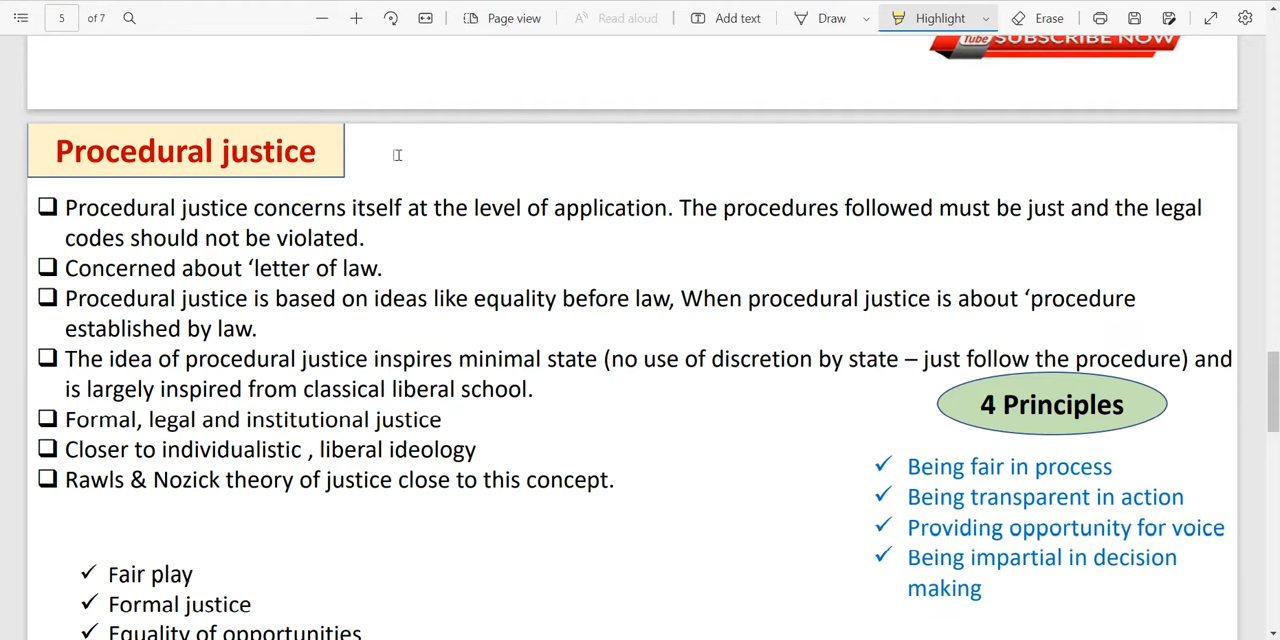 5 of 7 Page view Read aloud Add text Draw Highlight Erase
Tube SUBSCRIBE NOW
Procedural justice
Procedural justice concerns itself at the level of application. The procedures followed must be just and the legal
codes should not be violated.
Concerned about ‘letter of law.
Procedural justice is based on ideas like equality before law, When procedural justice is about ‘procedure
established by law.
The idea of procedural justice inspires minimal state (no use of discretion by state – just follow the procedure) and
is largely inspired from classical liberal school.
Formal, legal and institutional justice
Closer to individualistic , liberal ideology
Rawls & Nozick theory of justice close to this concept.
4 Principles
Being fair in process
Being transparent in action
Providing opportunity for voice
Being impartial in decision
making
Fair play
Formal justice
Equality of opportunities